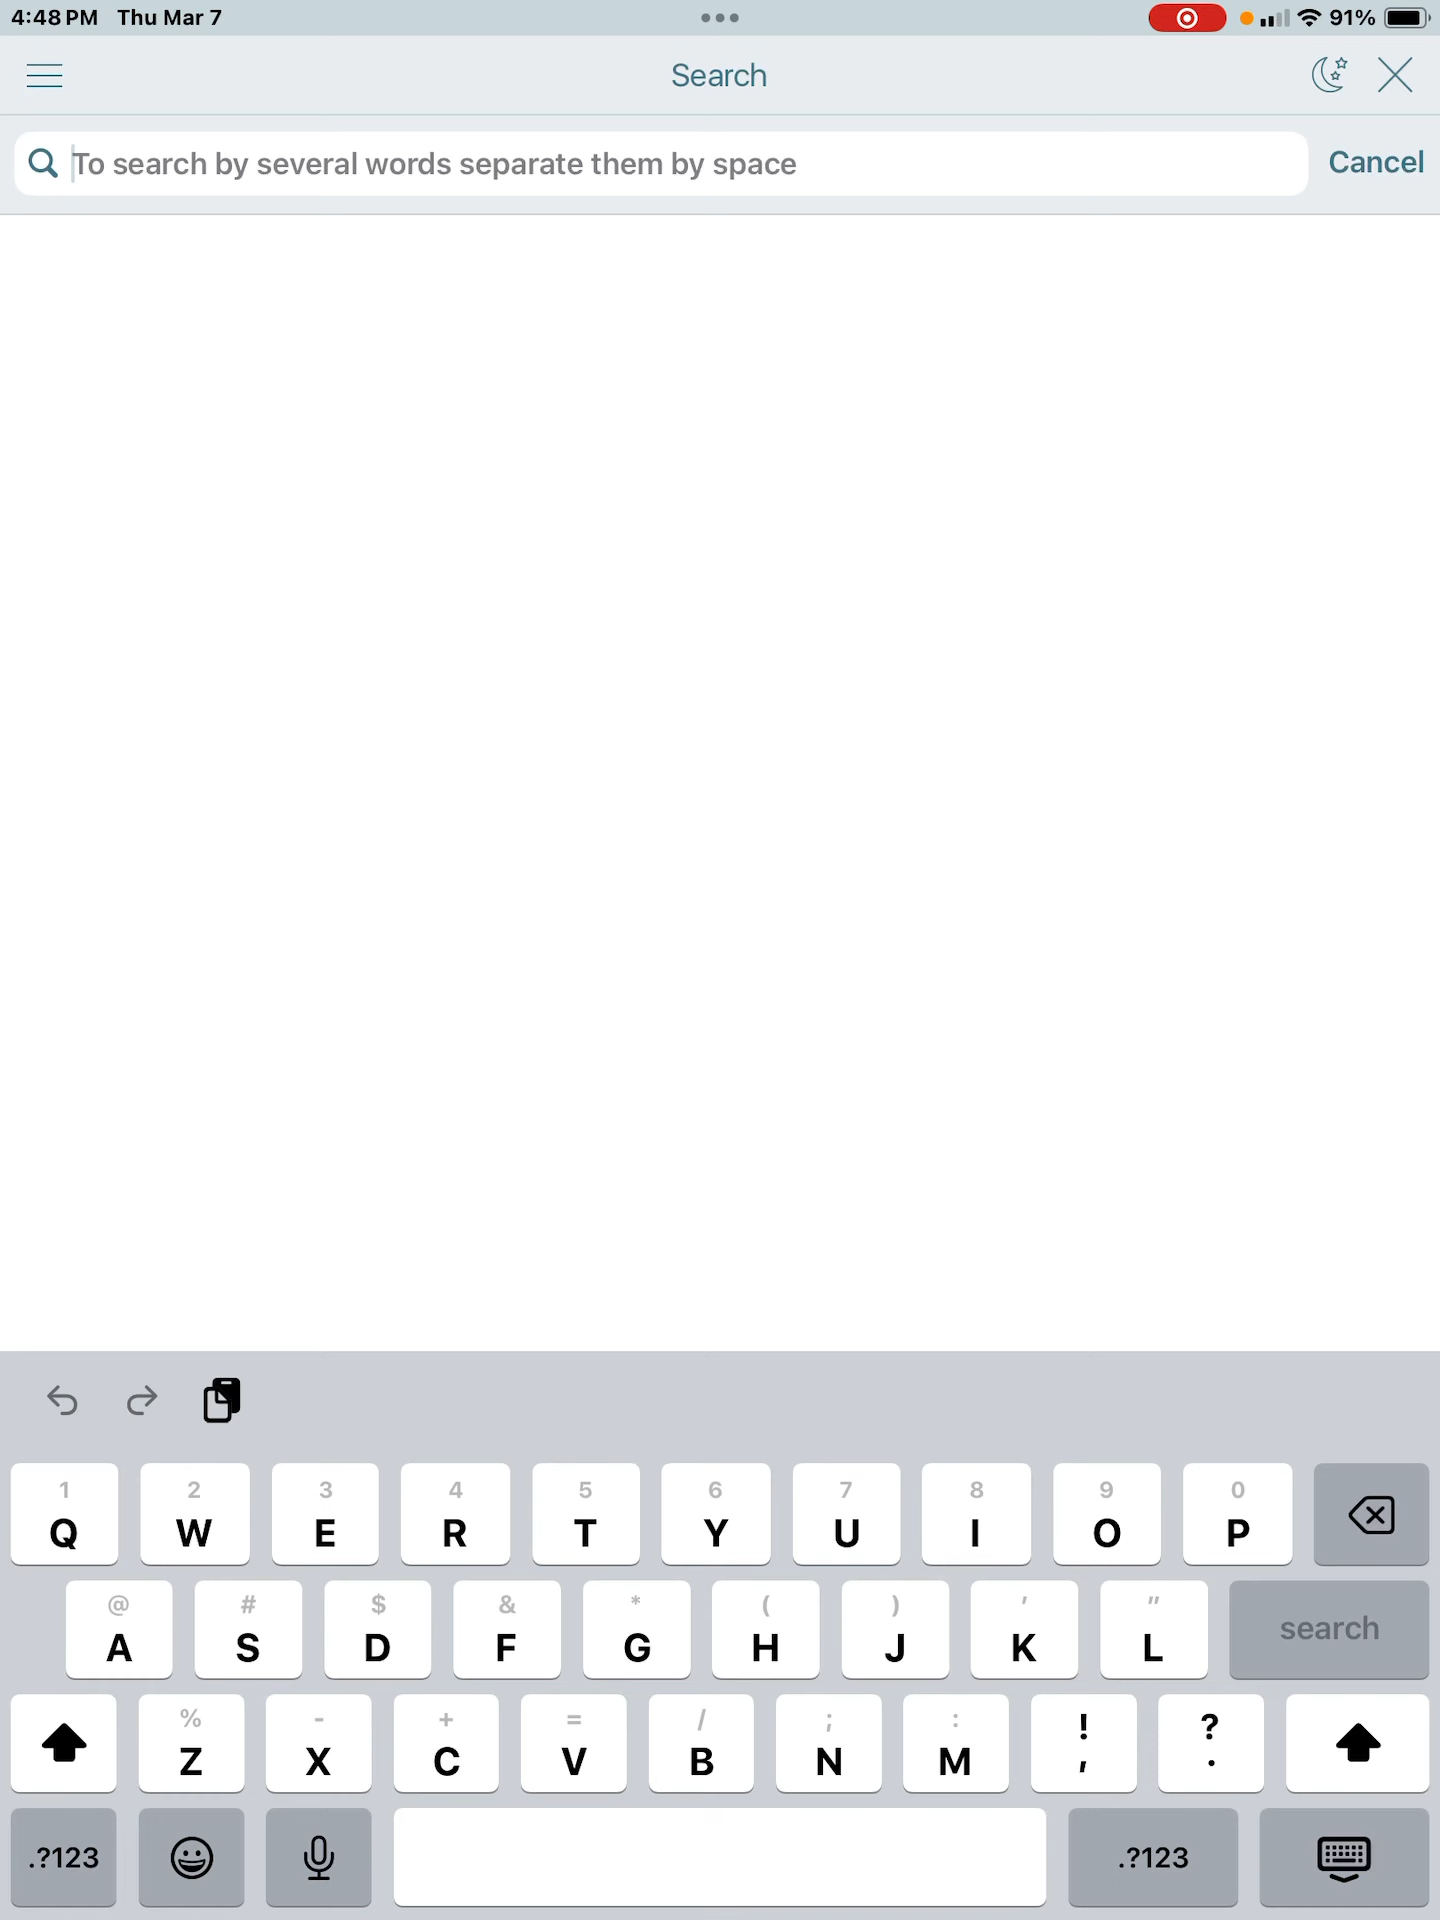 4:48 PM Thu Mar 7
91%
Search
To search by several words separate them by space
Cancel
1 2 3 4 5 6 7 8 9 0
Q W E R T Y U I O P
@ # $ & * ( ) ' "
A S D F G H J K L search
% - + = / ; : ! ?
Z X C V B N M , .
.?123 .?123